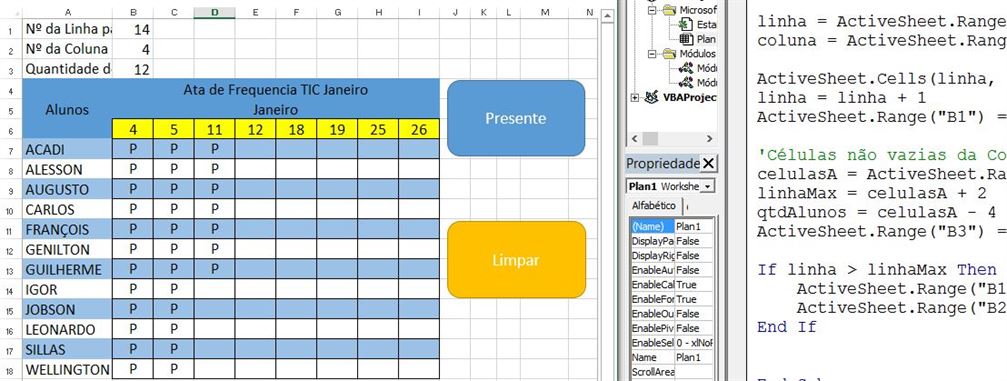 A B C D E F G H I J K L M N
1 Nº da Linha pa 14
2 Nº da Coluna 4
3 Quantidade d 12
4 Ata de Frequencia TIC Janeiro
5 Alunos Janeiro
6 4 5 11 12 18 19 25 26
7 ACADI P P P
8 ALESSON P P P
9 AUGUSTO P P P
10 CARLOS P P P
11 FRANÇOIS P P P
12 GENILTON P P P
13 GUILHERME P P P
14 IGOR P P
15 JOBSON P P
16 LEONARDO P P
17 SILLAS P P
18 WELLINGTON P P
Presente
Limpar
Microsof
Esta
Plan
Módulos
Módu
Módu
VBAProjec
Propriedade X
Plan1 Workshe
Alfabético
(Name) Plan1
DisplayPa False
DisplayRig False
EnableAu False
EnableCal True
EnableFor True
EnableOu False
EnablePiv False
EnableSel 0 - xlNoR
Name Plan1
ScrollArea
linha = ActiveSheet.Range
coluna = ActiveSheet.Rang
ActiveSheet.Cells(linha,
linha = linha + 1
ActiveSheet.Range("B1") =
'Células não vazias da Co
celulasA = ActiveSheet.Ra
linhaMax = celulasA + 2
qtdAlunos = celulasA - 4
ActiveSheet.Range("B3") =
If linha > linhaMax Then
ActiveSheet.Range("B1
ActiveSheet.Range("B2
End If